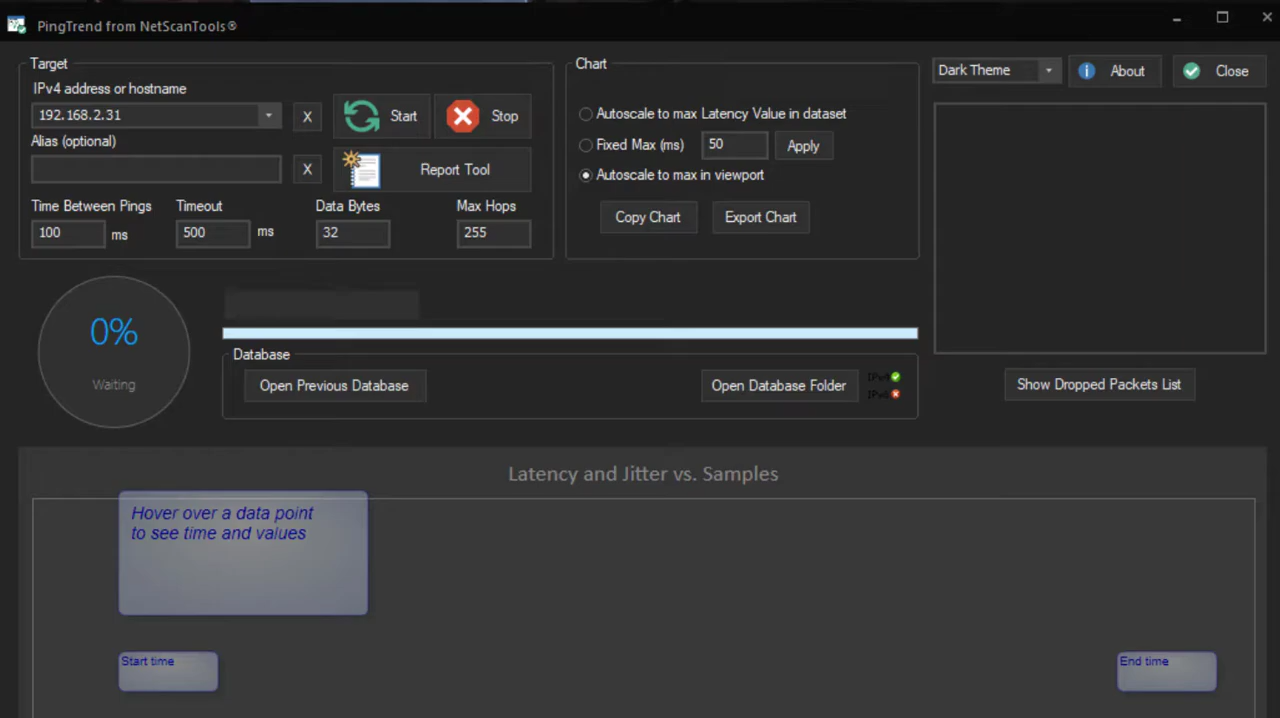 PingTrend from NetScanTools®
Target
IPv4 address or hostname
192.168.2.31
X
Start
Stop
Alias (optional)
X
Report Tool
Time Between Pings
Timeout
Data Bytes
Max Hops
100
ms
500
ms
32
255
Chart
Autoscale to max Latency Value in dataset
Fixed Max (ms)
50
Apply
Autoscale to max in viewport
Copy Chart
Export Chart
Dark Theme
About
Close
0%
Waiting
Database
Open Previous Database
Open Database Folder
Show Dropped Packets List
Latency and Jitter vs. Samples
Hover over a data point
to see time and values
Start time
End time